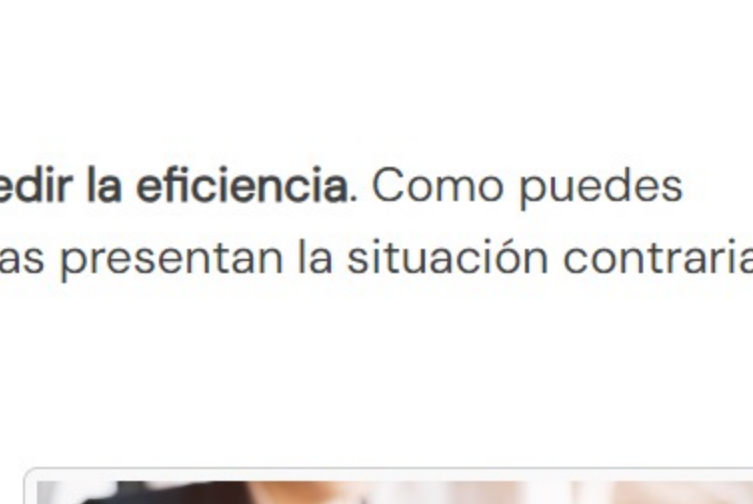 edir la eficiencia. Como puedes
as presentan la situación contraria